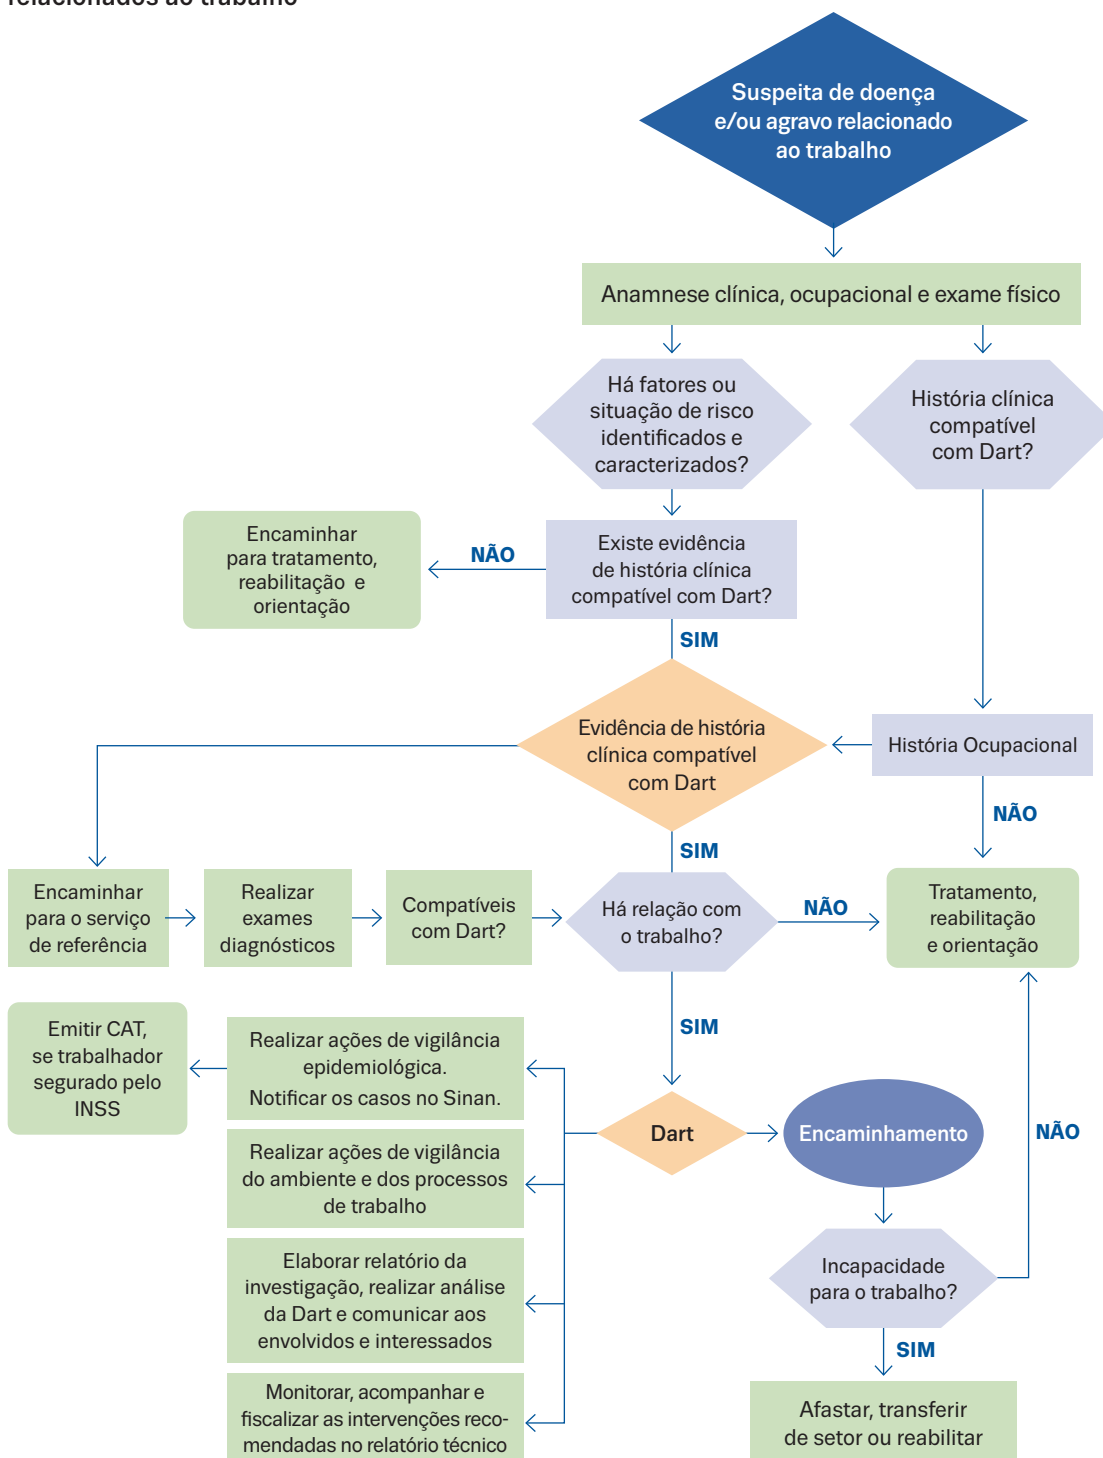 relacionados ao trabalho
Suspeita de doença
e/ou agravo relacionado
ao trabalho
Anamnese clínica, ocupacional e exame físico
Há fatores ou
situação de risco
identificados e
caracterizados?
História clínica
compatível
com Dart?
Encaminhar
para tratamento,
reabilitação e
orientação
NÃO
Existe evidência
de história clínica
compatível com Dart?
SIM
Evidência de história
clínica compatível
com Dart
História Ocupacional
NÃO
SIM
Encaminhar
para o serviço
de referência
Realizar
exames
diagnósticos
Compatíveis
com Dart?
Há relação com
o trabalho?
NÃO
Tratamento,
reabilitação
e orientação
SIM
Emitir CAT,
se trabalhador
segurado pelo
INSS
Realizar ações de vigilância
epidemiológica.
Notificar os casos no Sinan.
Dart
Encaminhamento
NÃO
Realizar ações de vigilância
do ambiente e dos processos
de trabalho
Elaborar relatório da
investigação, realizar análise
da Dart e comunicar aos
envolvidos e interessados
Incapacidade
para o trabalho?
SIM
Monitorar, acompanhar e
fiscalizar as intervenções reco-
mendadas no relatório técnico
Afastar, transferir
de setor ou reabilitar